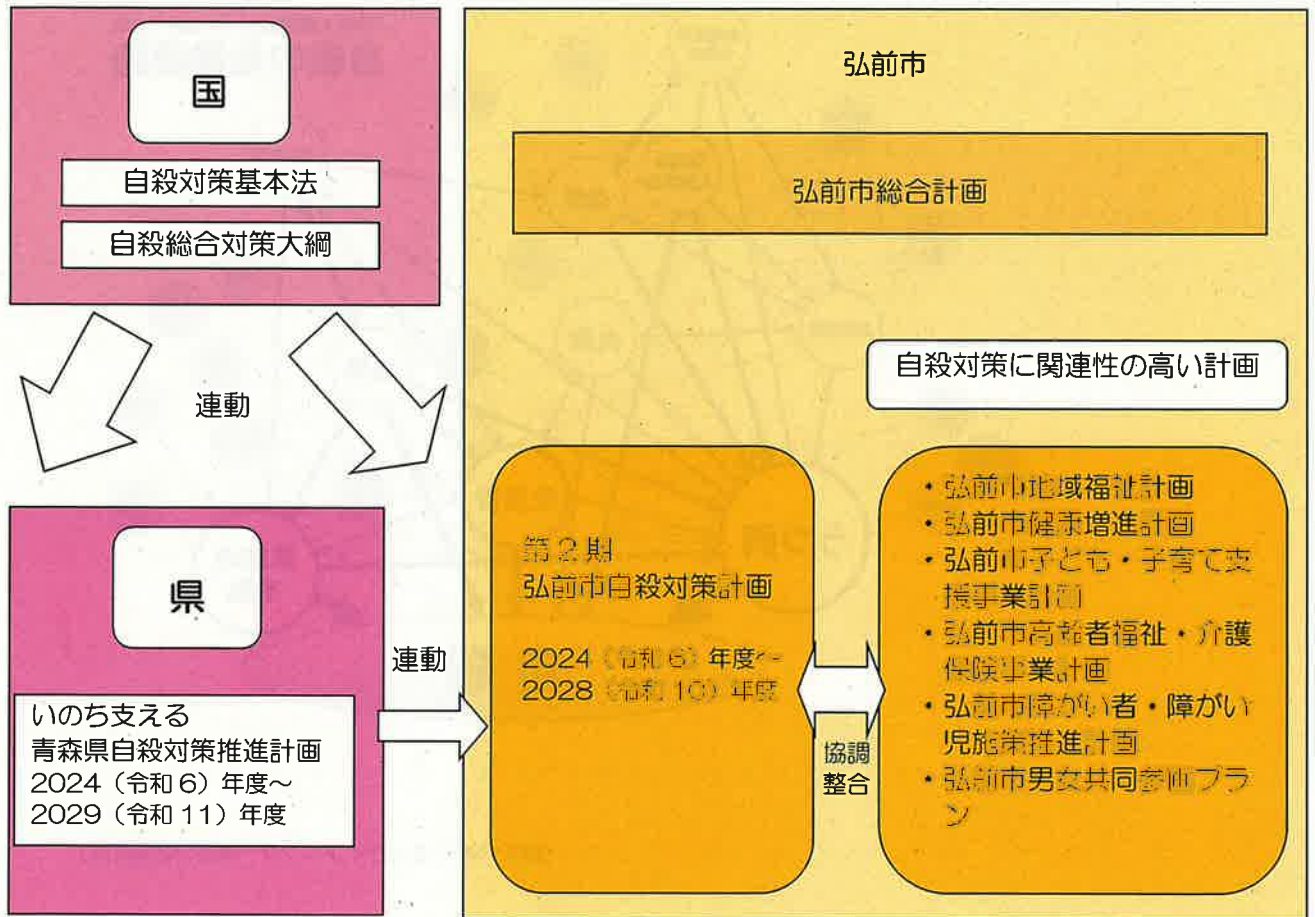 国
自殺対策基本法
自殺総合対策大綱
連動
県
いのち支える
青森県自殺対策推進計画
2024（令和6）年度～
2029（令和11）年度
連動
弘前市
弘前市総合計画
自殺対策に関連性の高い計画
第2期
弘前市自殺対策計画
2024（令和6）年度～
2028（令和10）年度
協調
整合
・弘前市地域福祉計画
・弘前市健康増進計画
・弘前市子ども・子育て支
援事業計画
・弘前市高齢者福祉・介護
保険事業計画
・弘前市障がい者・障がい
児施策推進計画
・弘前市男女共同参画プラ
ン